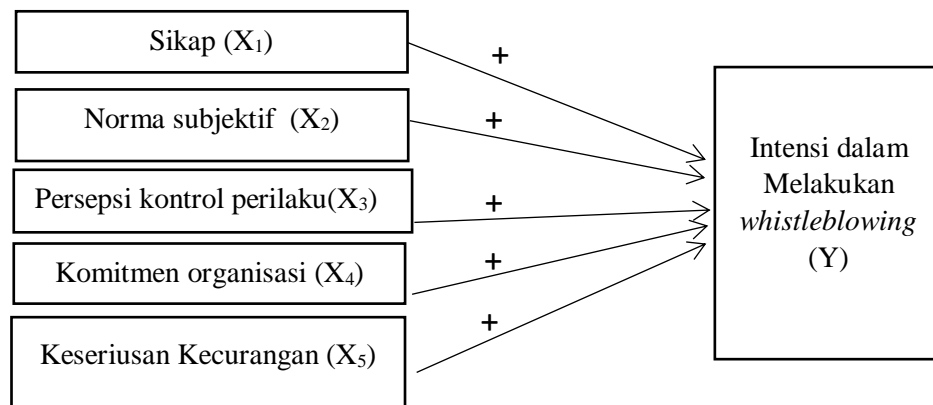 Sikap (X₁)
+
Norma subjektif (X₂)
+
Persepsi kontrol perilaku(X₃)
+
Komitmen organisasi (X₄)
+
Keseriusan Kecurangan (X₅)
+
Intensi dalam
Melakukan
whistleblowing
(Y)